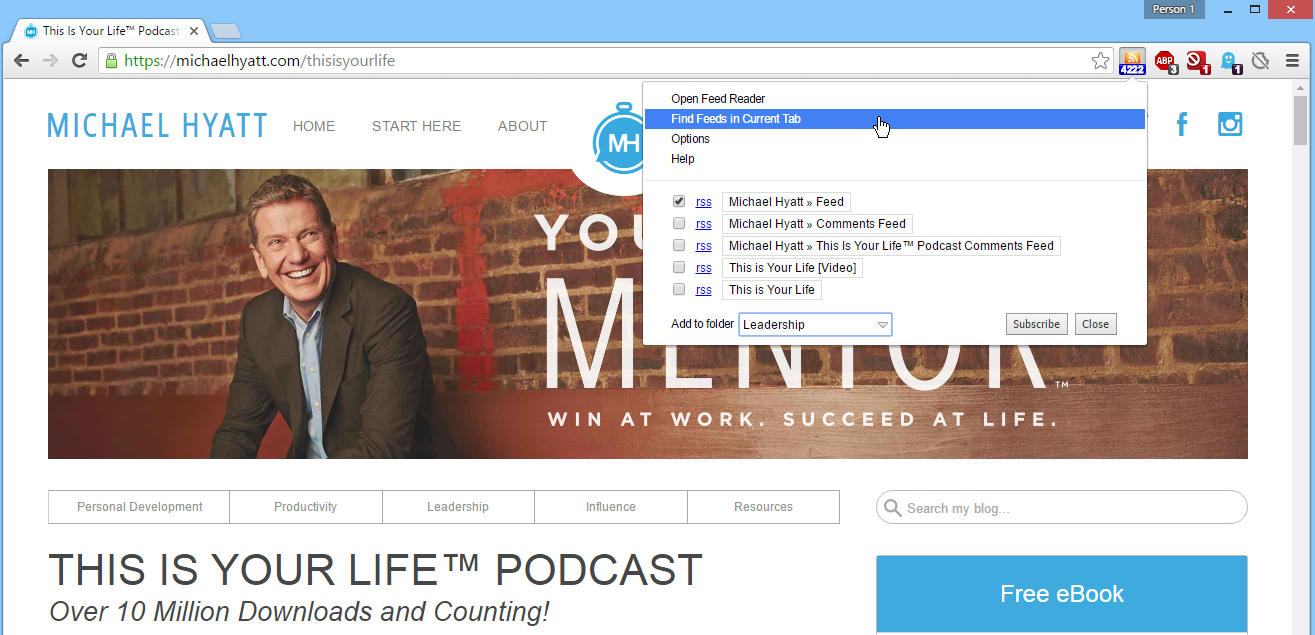 Person 1
This Is Your Life™ Podcast
https://michaelhyatt.com/thisisyourlife
4222
ABP
3
1
1
MICHAEL HYATT
HOME
START HERE
ABOUT
MH
Open Feed Reader
Find Feeds in Current Tab
Options
Help
rss Michael Hyatt » Feed
rss Michael Hyatt » Comments Feed
rss Michael Hyatt » This Is Your Life™ Podcast Comments Feed
rss This is Your Life [Video]
rss This is Your Life
Add to folder Leadership Subscribe Close
YOU
MENTOR™
WIN AT WORK. SUCCEED AT LIFE.
Personal Development Productivity Leadership Influence Resources
Search my blog...
THIS IS YOUR LIFE™ PODCAST
Over 10 Million Downloads and Counting!
Free eBook